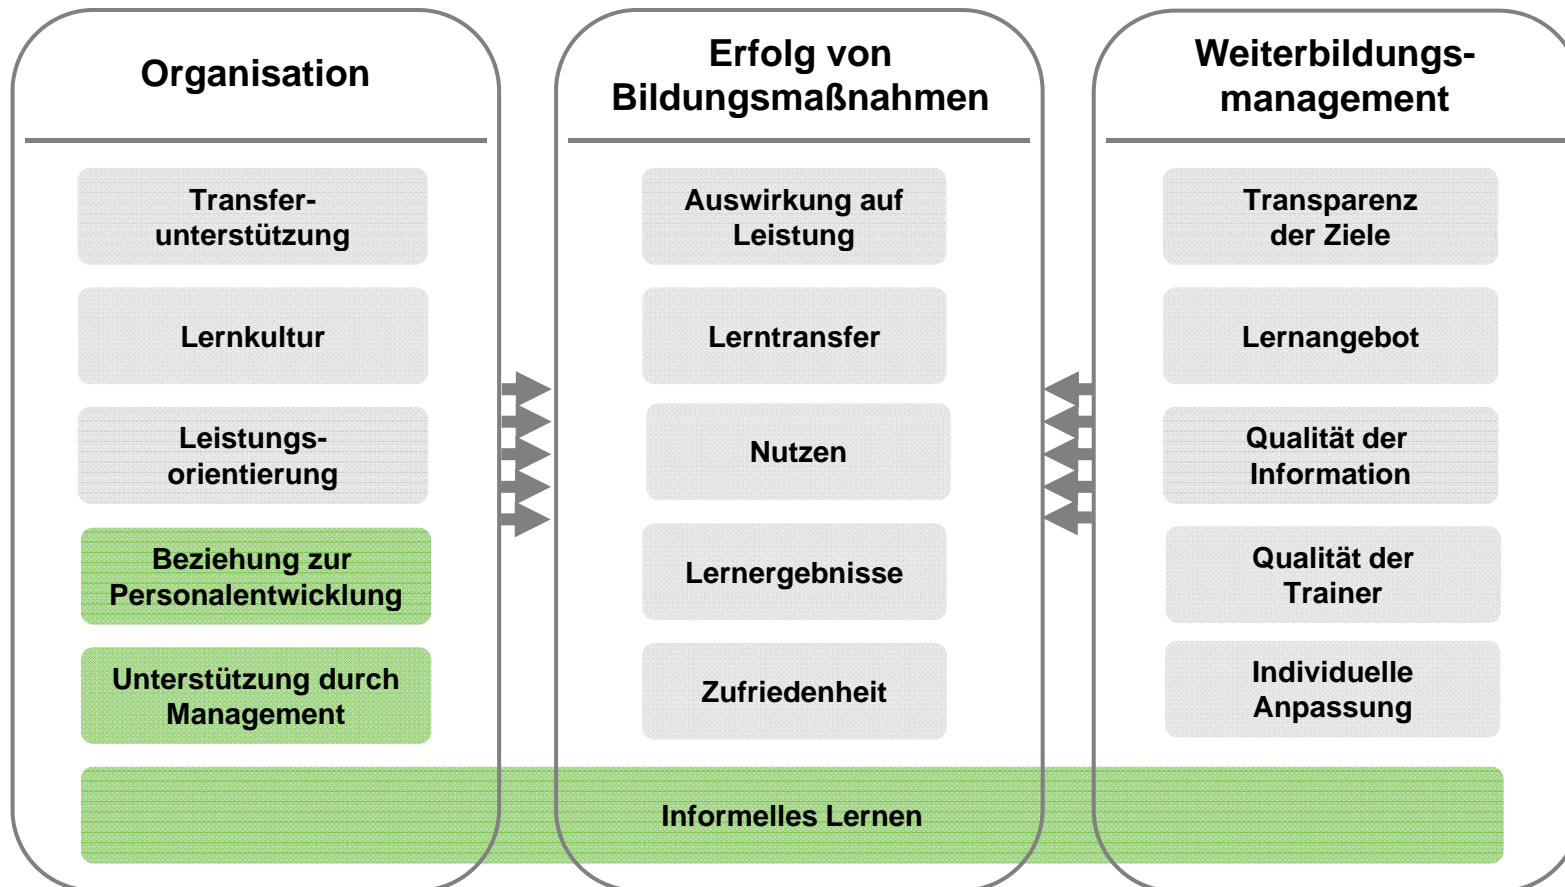 Organisation
Transfer-
unterstützung
Lernkultur
Leistungs-
orientierung
Beziehung zur
Personalentwicklung
Unterstützung durch
Management
Erfolg von
Bildungsmaßnahmen
Auswirkung auf
Leistung
Lerntransfer
Nutzen
Lernergebnisse
Zufriedenheit
Weiterbildungs-
management
Transparenz
der Ziele
Lernangebot
Qualität der
Information
Qualität der
Trainer
Individuelle
Anpassung
Informelles Lernen